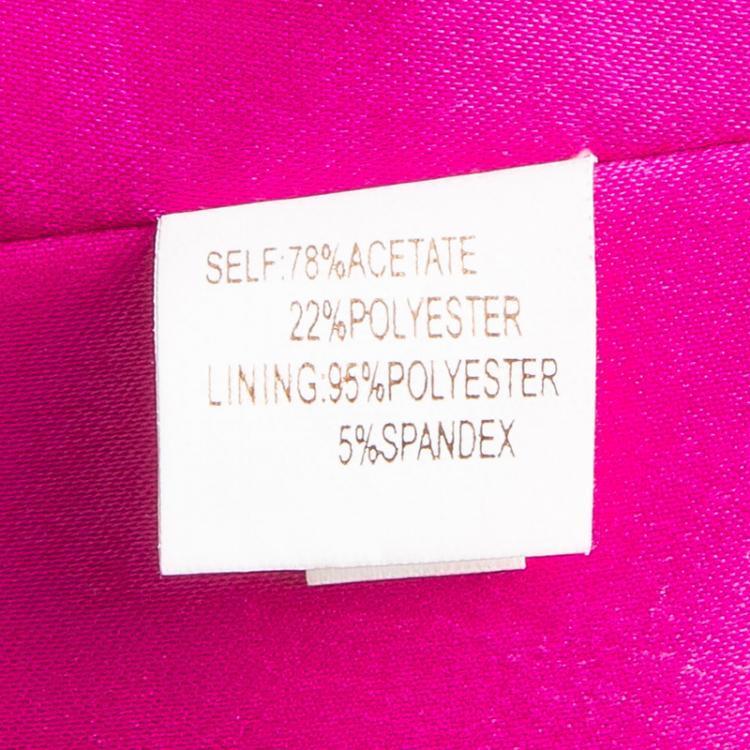 SELF:78%ACETATE
22%POLYESTER
LINING:95%POLYESTER
5%SPANDEX